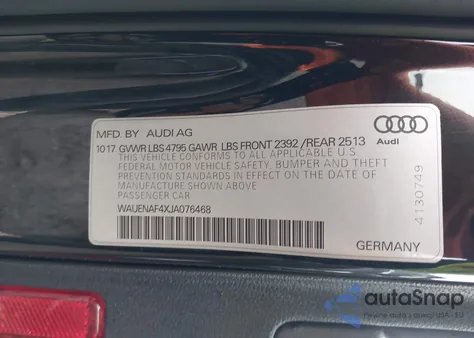 MFD. BY AUDI AG
10 17 GVWR LBS 4795 GAWR LBS FRONT 2392 / REAR 2513
THIS VEHICLE CONFORMS TO ALL APPLICABLE U.S.
FEDERAL MOTOR VEHICLE SAFETY, BUMPER AND THEFT
PREVENTION STANDARDS IN EFFECT ON THE DATE OF
MANUFACTURE SHOWN ABOVE.
PASSENGER CAR
WAUENAF4XJA076468
GERMANY
Audi
4130749
autoSnap